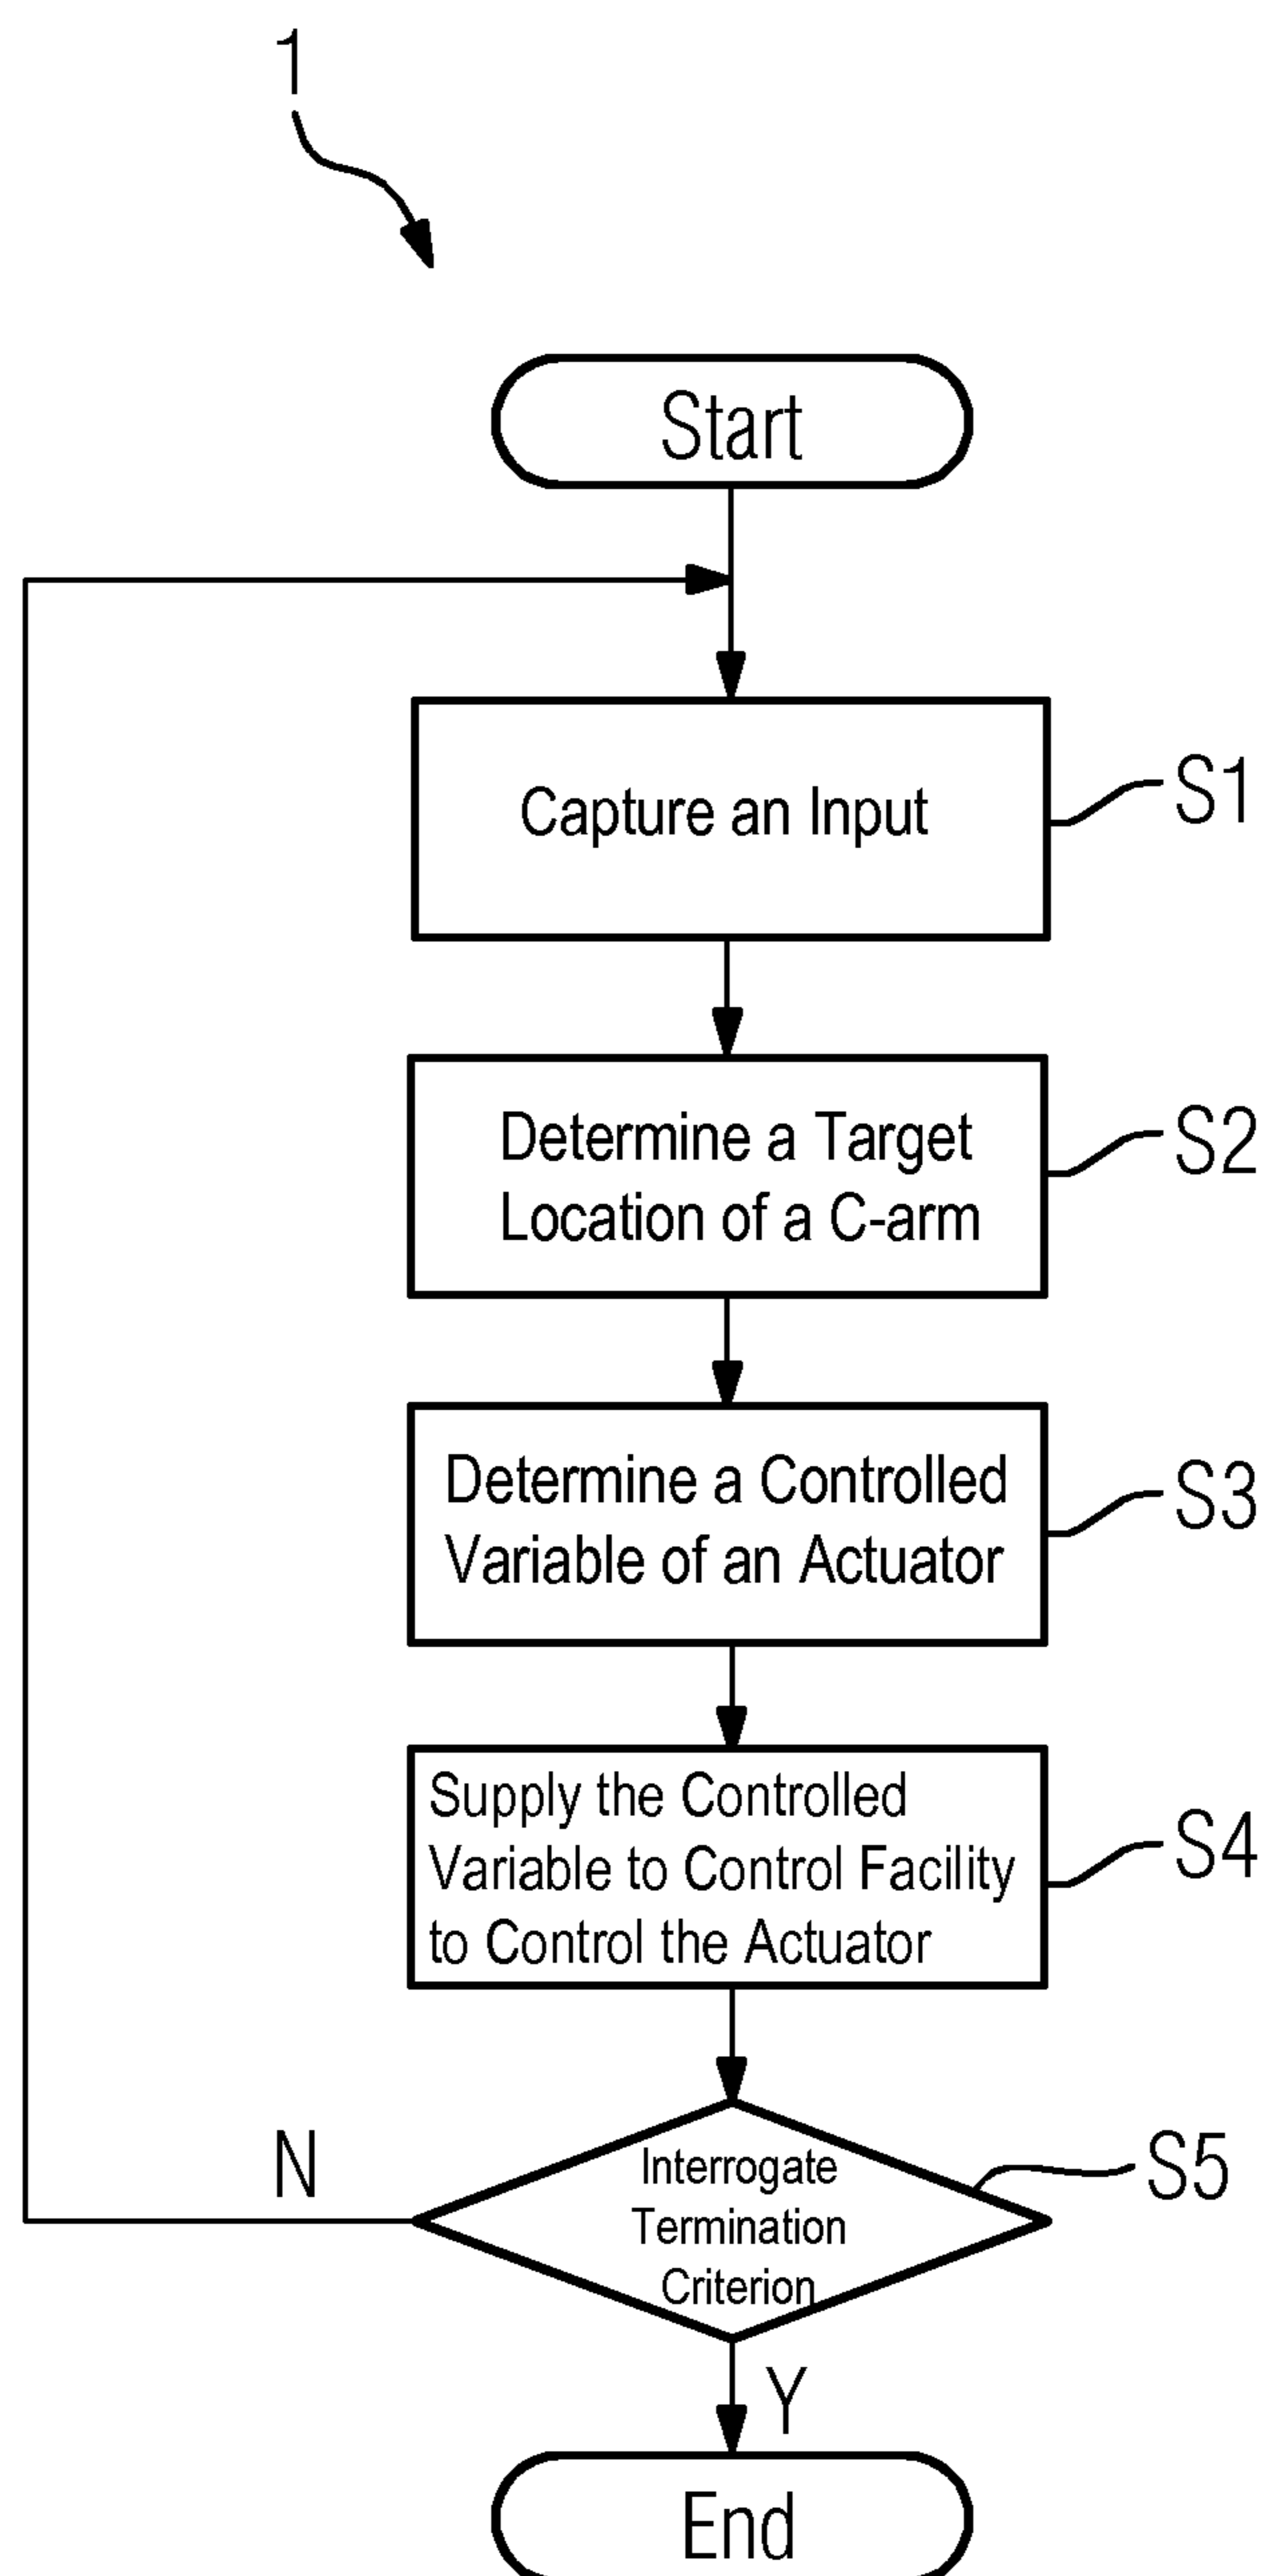 1
Start
Capture an Input
S1
Determine a Target
Location of a C-arm
S2
Determine a Controlled
Variable of an Actuator
S3
Supply the Controlled
Variable to Control Facility
to Control the Actuator
S4
Interrogate
Termination
Criterion
S5
N
Y
End